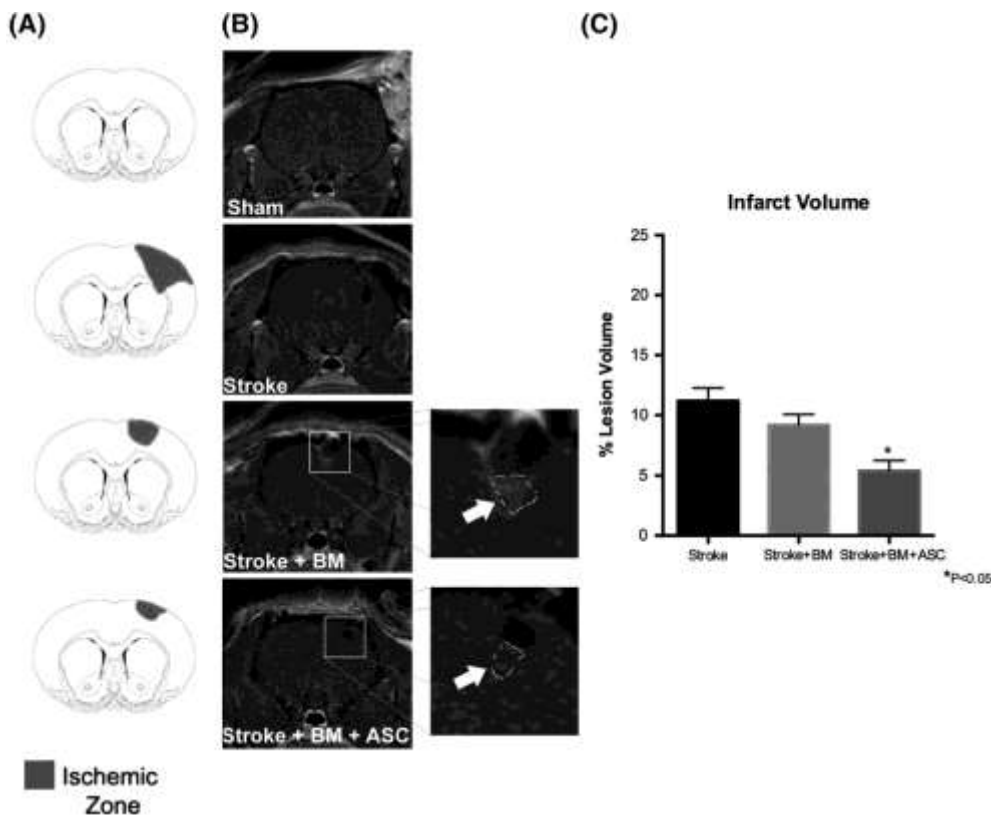 (A)
(B)
(C)
Sham
Stroke
Stroke + BM
Stroke + BM + ASC
Ischemic
Zone
Infarct Volume
% Lesion Volume
25
20
15
10
5
0
Stroke
Stroke+BM
Stroke+BM+ASC
*
*P<0.05